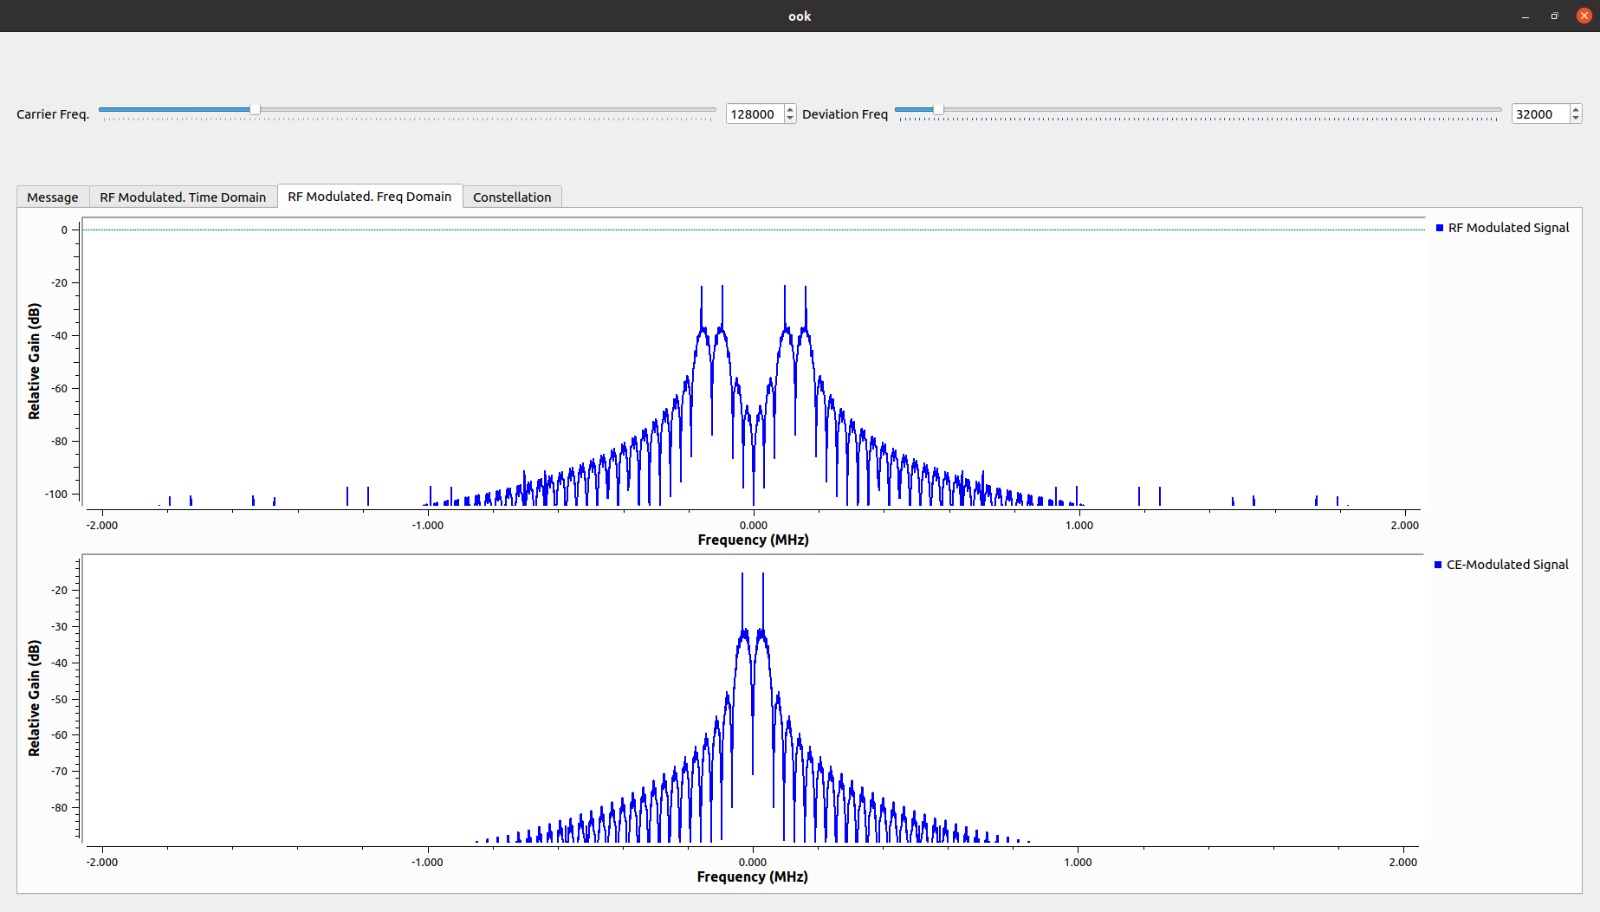 ook
Carrier Freq. 128000 Deviation Freq 32000
Message RF Modulated. Time Domain RF Modulated. Freq Domain Constellation
RF Modulated Signal
Relative Gain (dB)
0
-20
-40
-60
-80
-100
-2.000 -1.000 0.000 1.000 2.000
Frequency (MHz)
CE-Modulated Signal
Relative Gain (dB)
-20
-30
-40
-50
-60
-70
-80
-2.000 -1.000 0.000 1.000 2.000
Frequency (MHz)